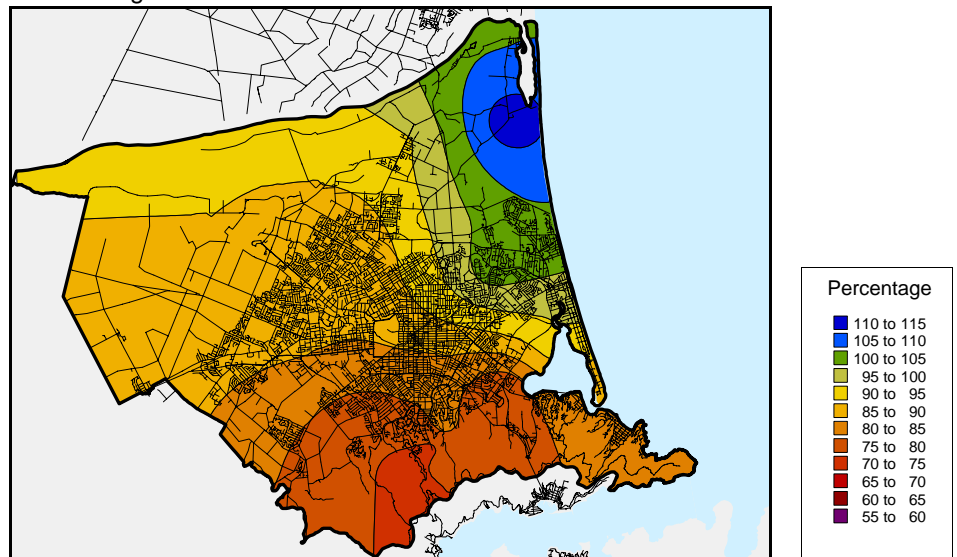 Percentage
110 to 115
105 to 110
100 to 105
95 to 100
90 to 95
85 to 90
80 to 85
75 to 80
70 to 75
65 to 70
60 to 65
55 to 60